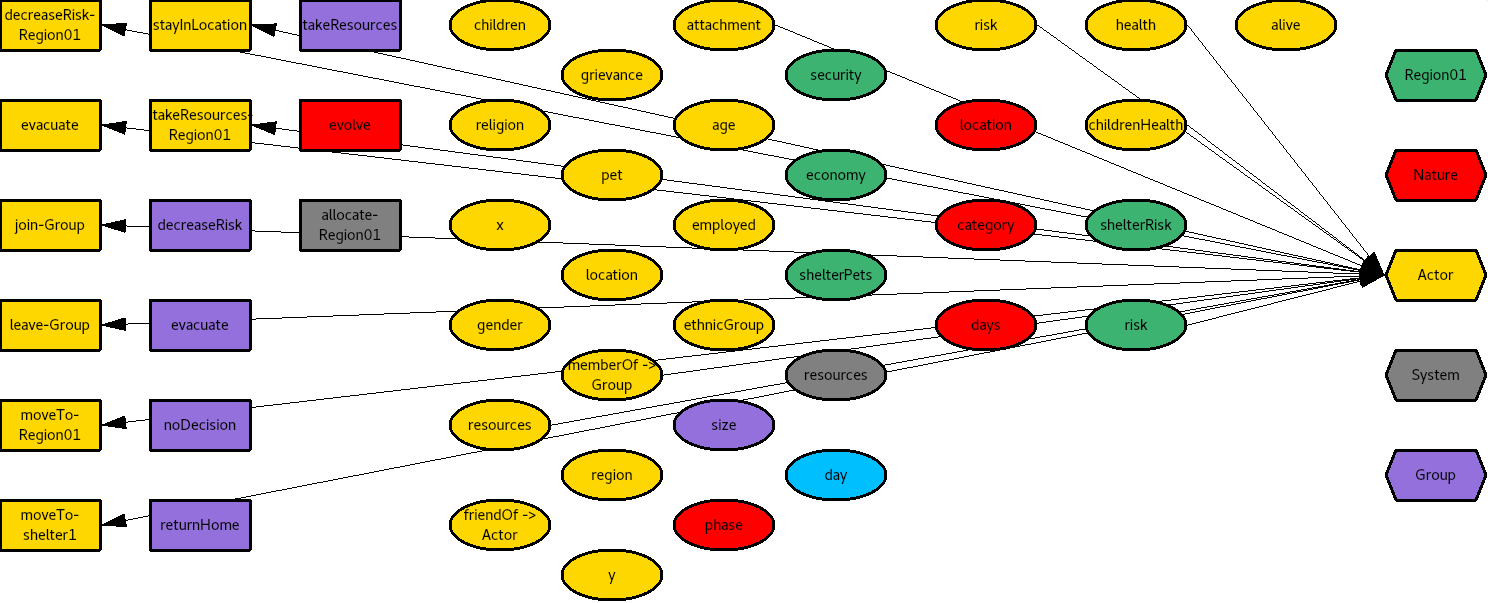 decreaseRisk-
Region01
stayInLocation
takeResources
children
attachment
risk
health
alive
grievance
security
Region01
evacuate
takeResources-
Region01
evolve
religion
age
location
childrenHealth
pet
economy
Nature
join-Group
decreaseRisk
allocate-
Region01
x
employed
category
shelterRisk
location
shelterPets
Actor
leave-Group
evacuate
gender
ethnicGroup
days
risk
memberOf ->
Group
resources
System
moveTo-
Region01
noDecision
resources
size
region
day
Group
moveTo-
shelter1
returnHome
friendOf ->
Actor
phase
y